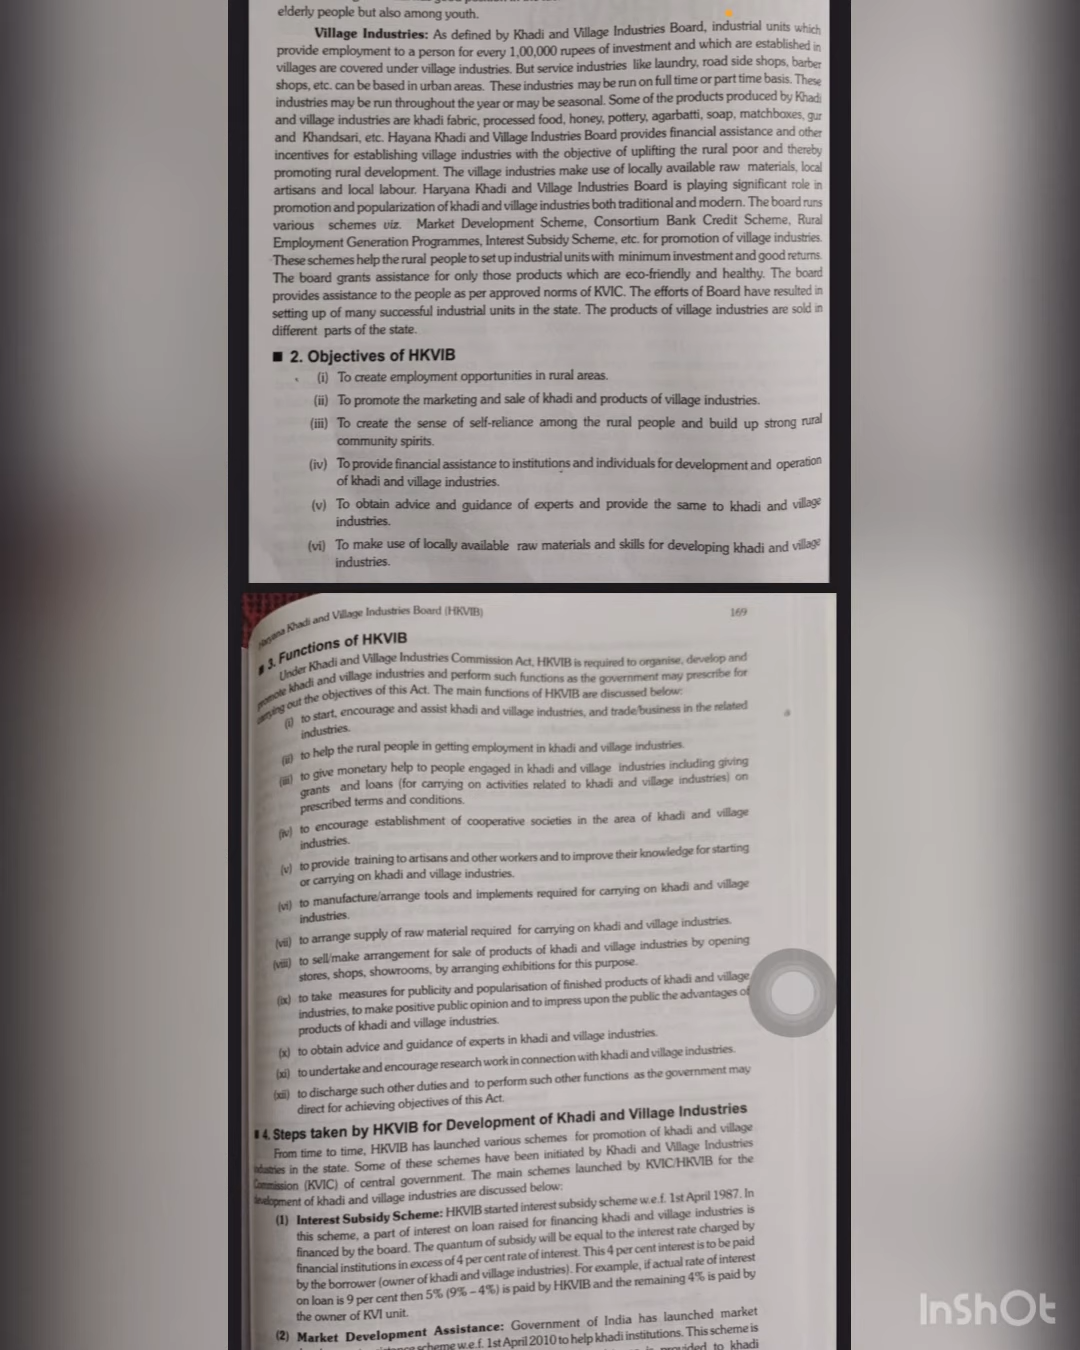 elderly people but also among youth.
Village Industries: As defined by Khadi and Village Industries Board, industrial units which
provide employment to a person for every 1,00,000 rupees of investment and which are established in
villages are covered under village industries. But service industries like laundry, road side shops, barber
shops, etc. can be based in urban areas. These industries may be run on full time or part time basis. These
industries may be run throughout the year or may be seasonal. Some of the products produced by Khadi
and village industries are khadi fabric, processed food, honey, pottery, agarbatti, soap, matchboxes, gur
and Khandsari, etc. Hayana Khadi and Village Industries Board provides financial assistance and other
incentives for establishing village industries with the objective of uplifting the rural poor and thereby
promoting rural development. The village industries make use of locally available raw materials, local
artisans and local labour. Haryana Khadi and Village Industries Board is playing significant role in
promotion and popularization of khadi and village industries both traditional and modern. The board runs
various schemes viz. Market Development Scheme, Consortium Bank Credit Scheme, Rural
Employment Generation Programmes, Interest Subsidy Scheme, etc. for promotion of village industries.
These schemes help the rural people to set up industrial units with minimum investment and good returns.
The board grants assistance for only those products which are eco-friendly and healthy. The board
provides assistance to the people as per approved norms of KVIC. The efforts of Board have resulted in
setting up of many successful industrial units in the state. The products of village industries are sold in
different parts of the state.
■ 2. Objectives of HKVIB
(i) To create employment opportunities in rural areas.
(ii) To promote the marketing and sale of khadi and products of village industries.
(iii) To create the sense of self-reliance among the rural people and build up strong rural
community spirits.
(iv) To provide financial assistance to institutions and individuals for development and operation
of khadi and village industries.
(v) To obtain advice and guidance of experts and provide the same to khadi and village
industries.
(vi) To make use of locally available raw materials and skills for developing khadi and village
industries.
Haryana Khadi and Village Industries Board (HKVIB) 169
■ 3. Functions of HKVIB
Under Khadi and Village Industries Commission Act, HKVIB is required to organise, develop and
promote khadi and village industries and perform such functions as the government may prescribe for
carrying out the objectives of this Act. The main functions of HKVIB are discussed below:
(i) to start, encourage and assist khadi and village industries, and trade/business in the related
industries.
(ii) to help the rural people in getting employment in khadi and village industries.
(iii) to give monetary help to people engaged in khadi and village industries including giving
grants and loans (for carrying on activities related to khadi and village industries) on
prescribed terms and conditions.
(iv) to encourage establishment of cooperative societies in the area of khadi and village
industries.
(v) to provide training to artisans and other workers and to improve their knowledge for starting
or carrying on khadi and village industries.
(vi) to manufacture/arrange tools and implements required for carrying on khadi and village
industries.
(vii) to arrange supply of raw material required for carrying on khadi and village industries.
(viii) to sell/make arrangement for sale of products of khadi and village industries by opening
stores, shops, showrooms, by arranging exhibitions for this purpose.
(ix) to take measures for publicity and popularisation of finished products of khadi and village
industries, to make positive public opinion and to impress upon the public the advantages of
products of khadi and village industries.
(x) to obtain advice and guidance of experts in khadi and village industries.
(xi) to undertake and encourage research work in connection with khadi and village industries.
(xii) to discharge such other duties and to perform such other functions as the government may
direct for achieving objectives of this Act.
■ 4. Steps taken by HKVIB for Development of Khadi and Village Industries
From time to time, HKVIB has launched various schemes for promotion of khadi and village
industries in the state. Some of these schemes have been initiated by Khadi and Village Industries
Commission (KVIC) of central government. The main schemes launched by KVIC/HKVIB for the
development of khadi and village industries are discussed below:
(1) Interest Subsidy Scheme: HKVIB started interest subsidy scheme w.e.f. 1st April 1987. In
this scheme, a part of interest on loan raised for financing khadi and village industries is
financed by the board. The quantum of subsidy will be equal to the interest rate charged by
financial institutions in excess of 4 per cent rate of interest. This 4 per cent interest is to be paid
by the borrower (owner of khadi and village industries). For example, if actual rate of interest
on loan is 9 per cent then 5% (9% – 4%) is paid by HKVIB and the remaining 4% is paid by
the owner of KVI unit.
(2) Market Development Assistance: Government of India has launched market
scheme w.e.f. 1st April 2010 to help khadi institutions. This scheme is
provided to khadi
InShOt